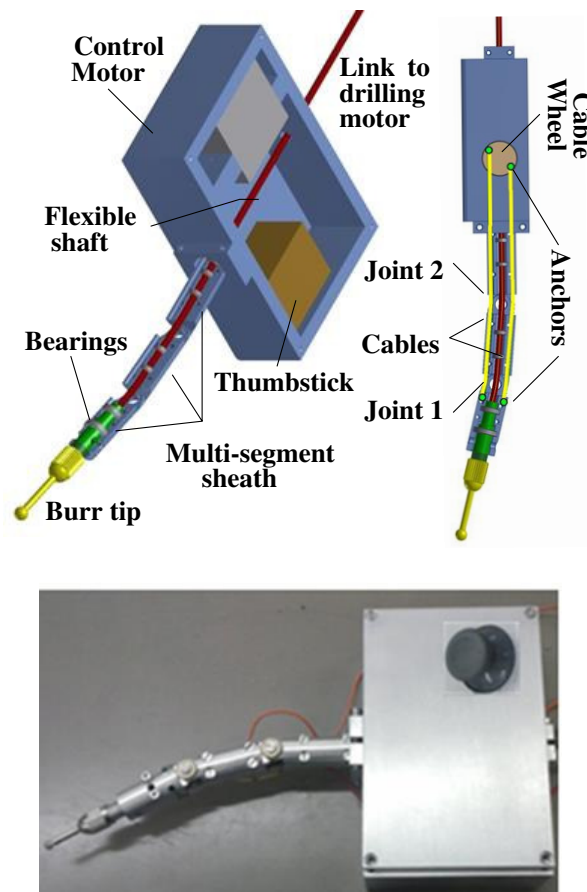 Control
Motor
Link to
drilling
motor
Flexible
shaft
Bearings
Thumbstick
Multi-segment
sheath
Burr tip
Cable
Wheel
Joint 2
Anchors
Cables
Joint 1